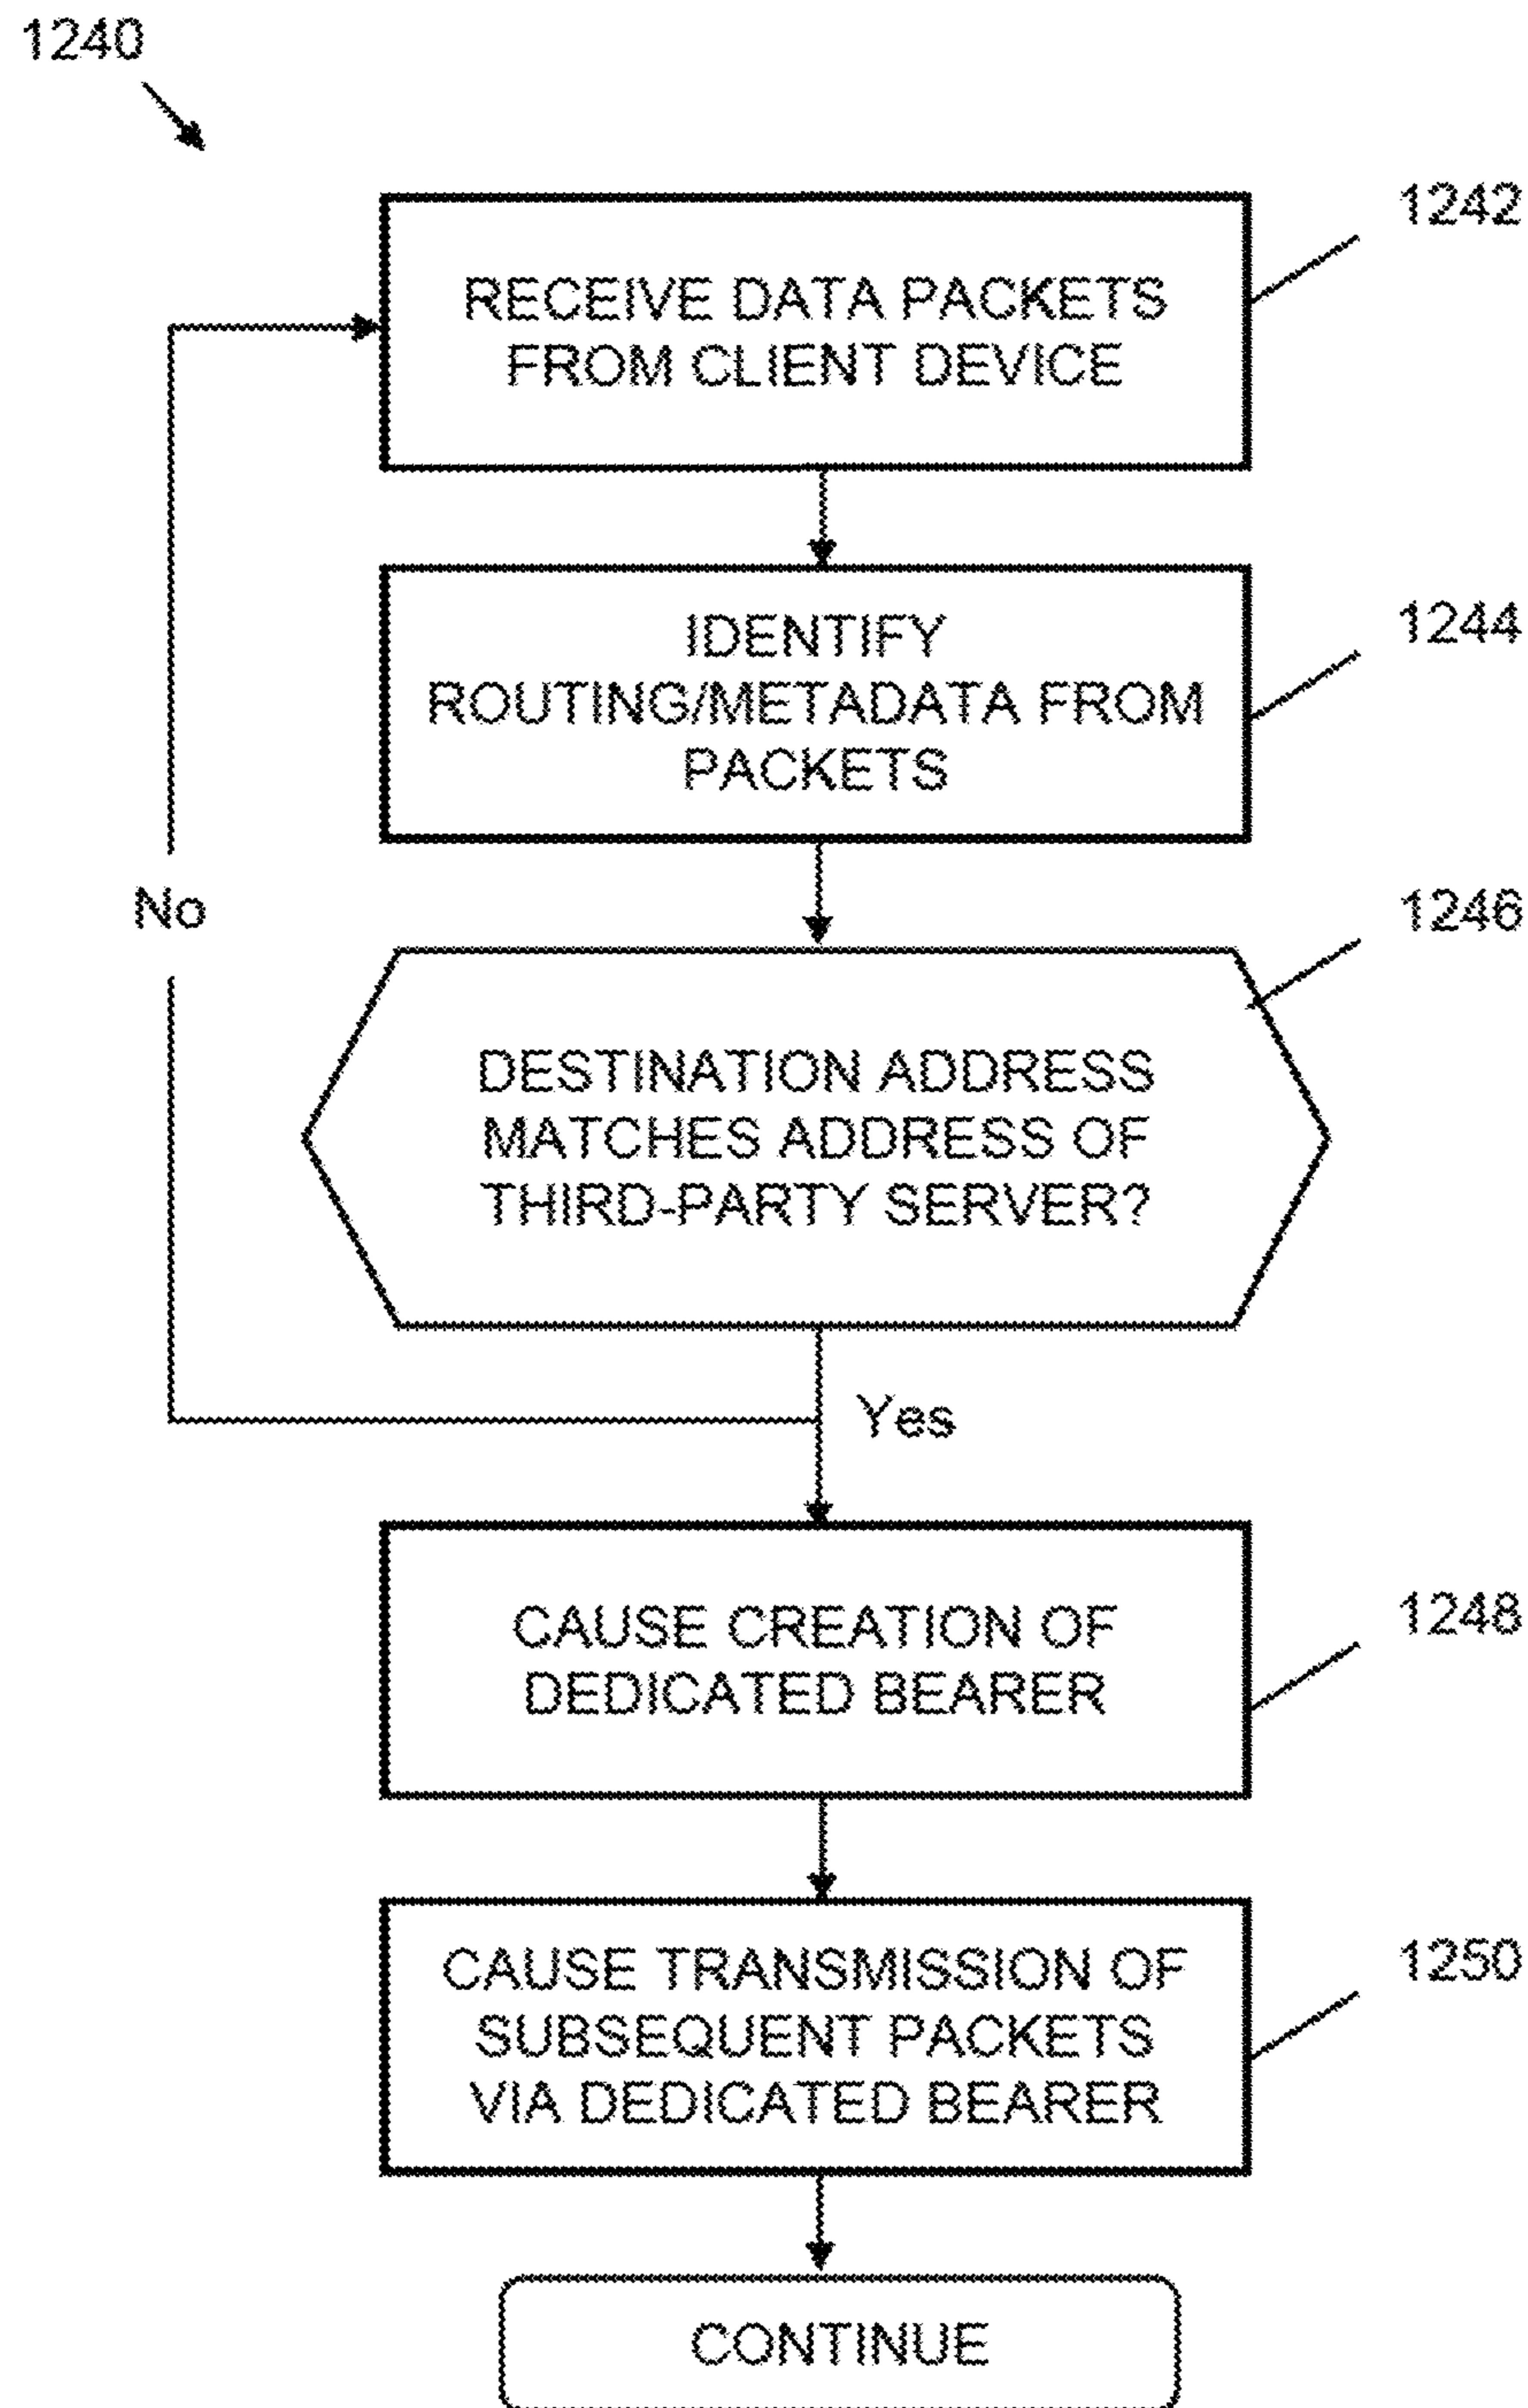 1240
1242
RECEIVE DATA PACKETS
FROM CLIENT DEVICE
1244
IDENTIFY
ROUTING/METADATA FROM
PACKETS
No
1246
DESTINATION ADDRESS
MATCHES ADDRESS OF
THIRD-PARTY SERVER?
Yes
1248
CAUSE CREATION OF
DEDICATED BEARER
1250
CAUSE TRANSMISSION OF
SUBSEQUENT PACKETS
VIA DEDICATED BEARER
CONTINUE